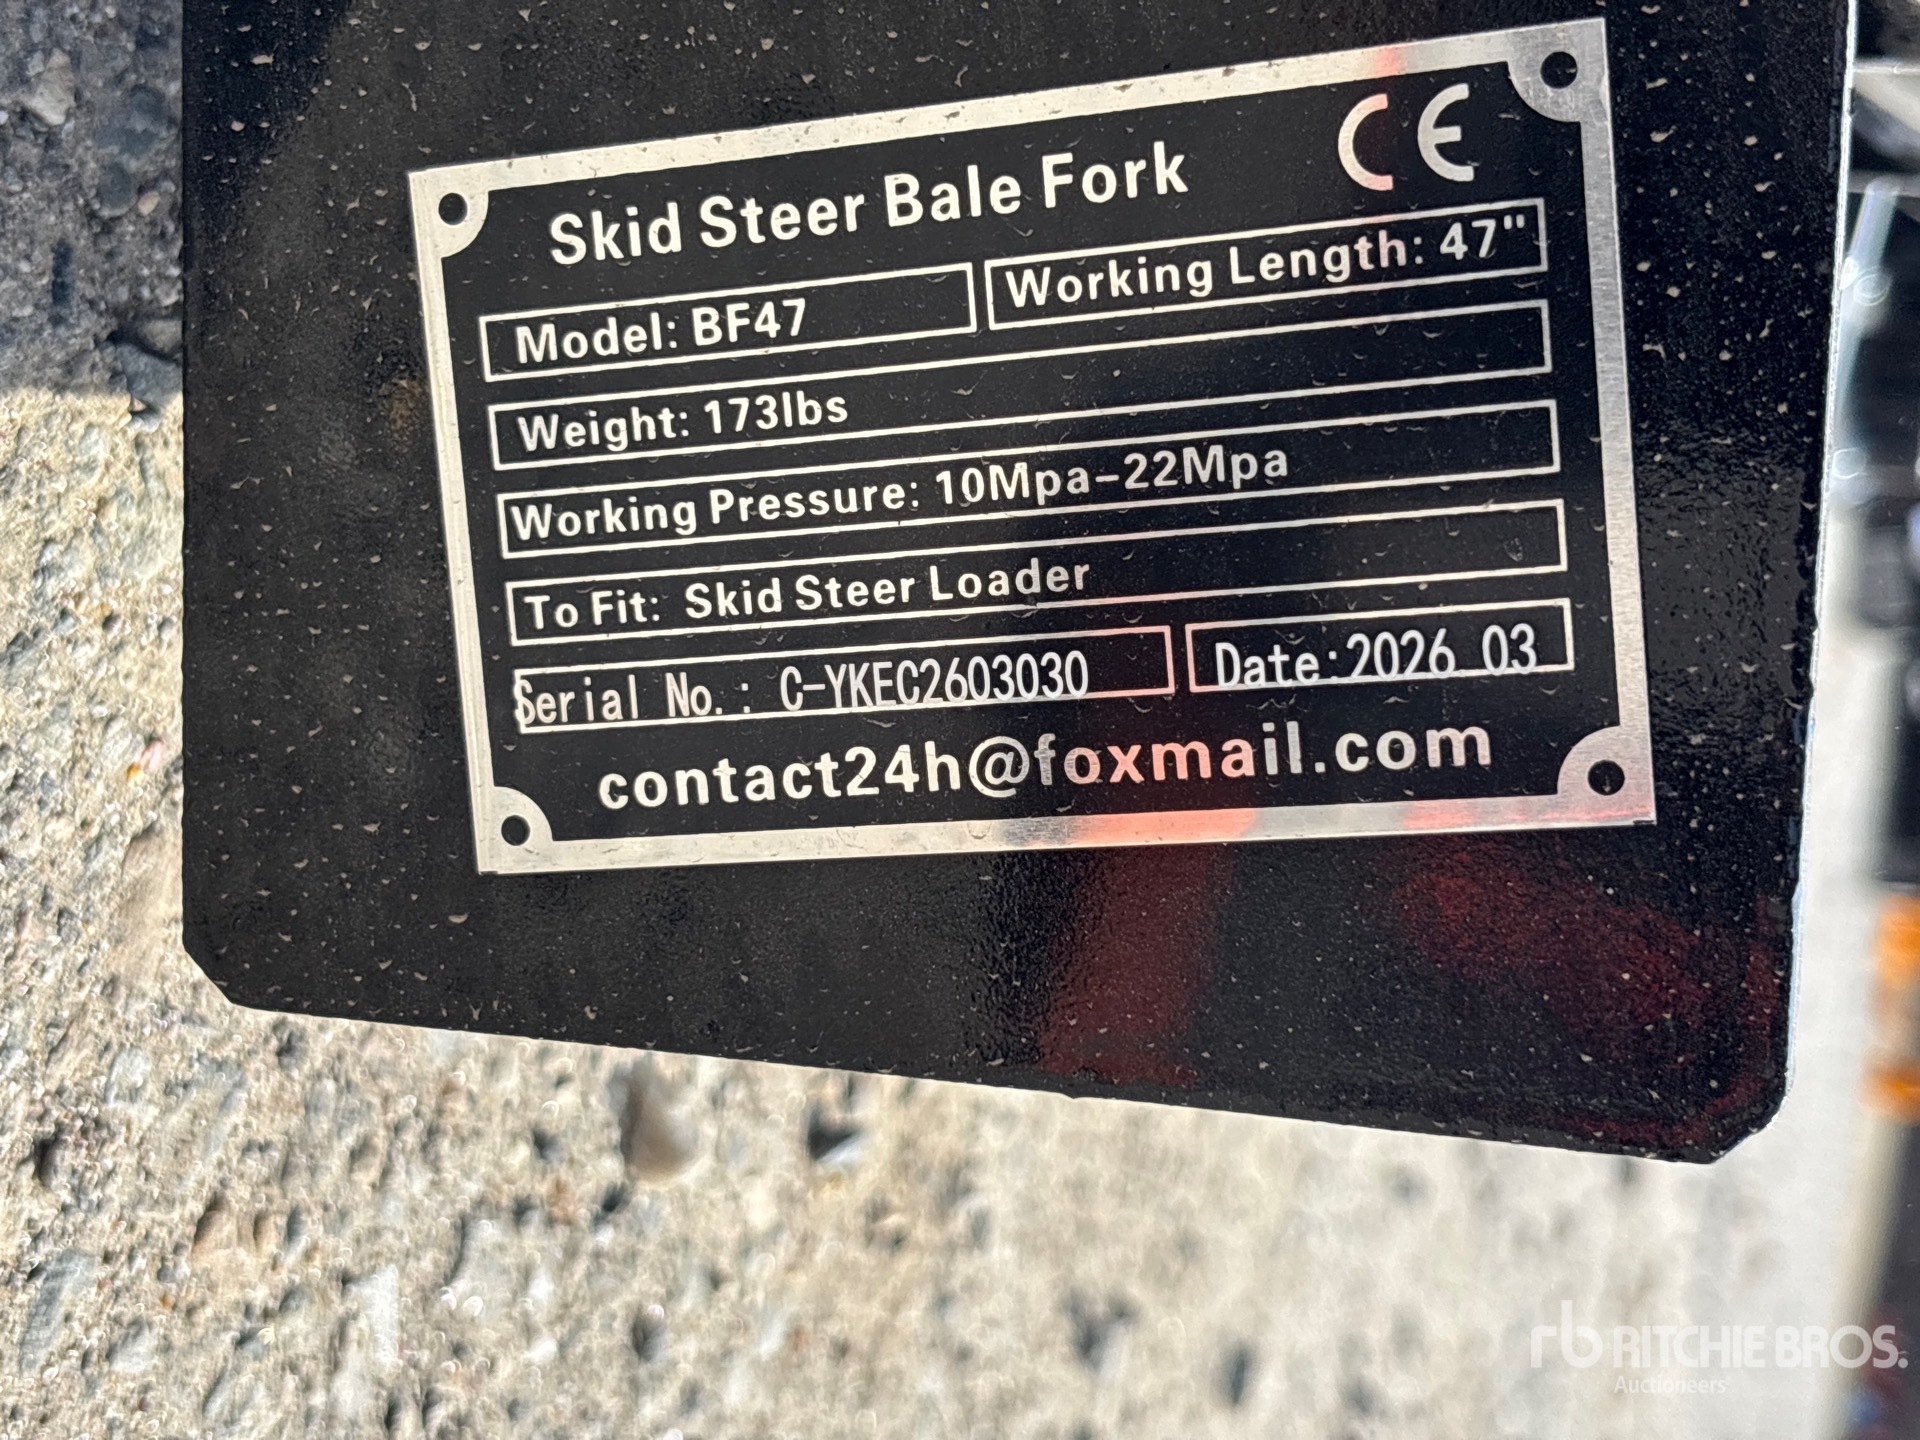 CE
Skid Steer Bale Fork
Model: BF47
Working Length: 47"
Weight: 173lbs
Working Pressure: 10Mpa-22Mpa
To Fit: Skid Steer Loader
Serial No.: C-YKEC2603030
Date:2026 03
contact24h@foxmail.com
rb RITCHIE BROS.
Auctioneers